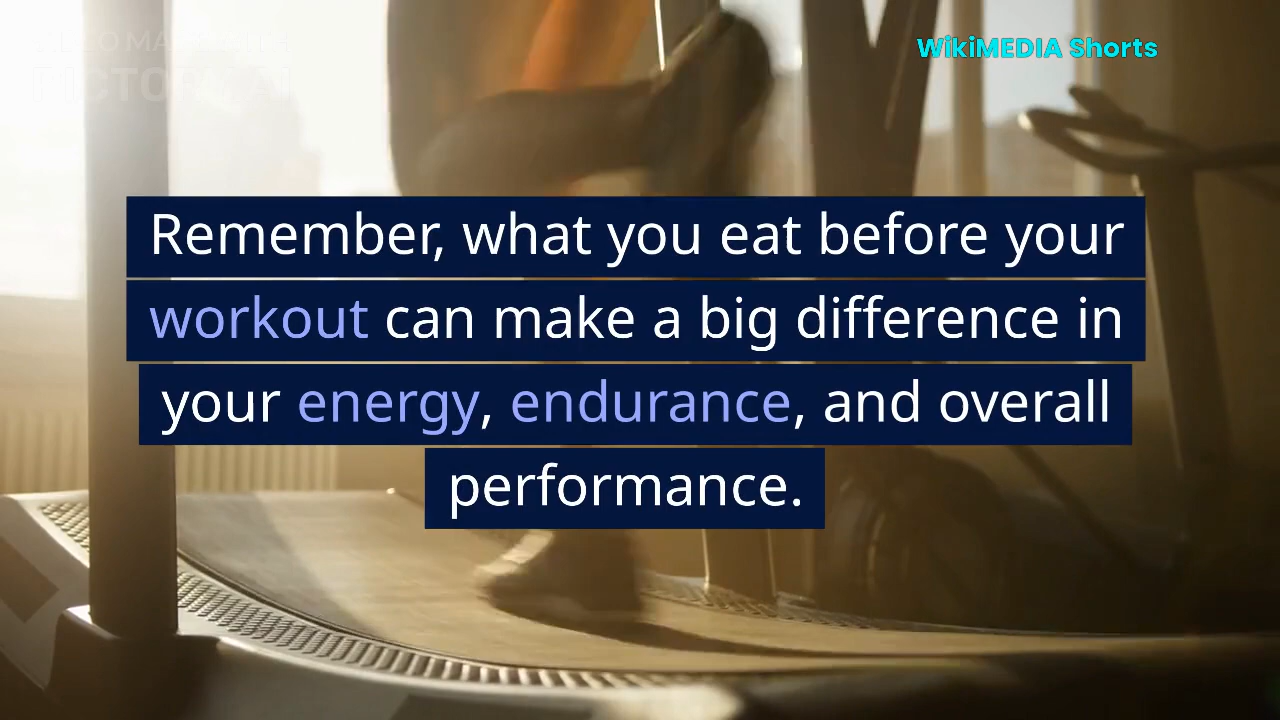 WikiMEDIA Shorts
Remember, what you eat before your
workout can make a big difference in
your energy, endurance, and overall
performance.